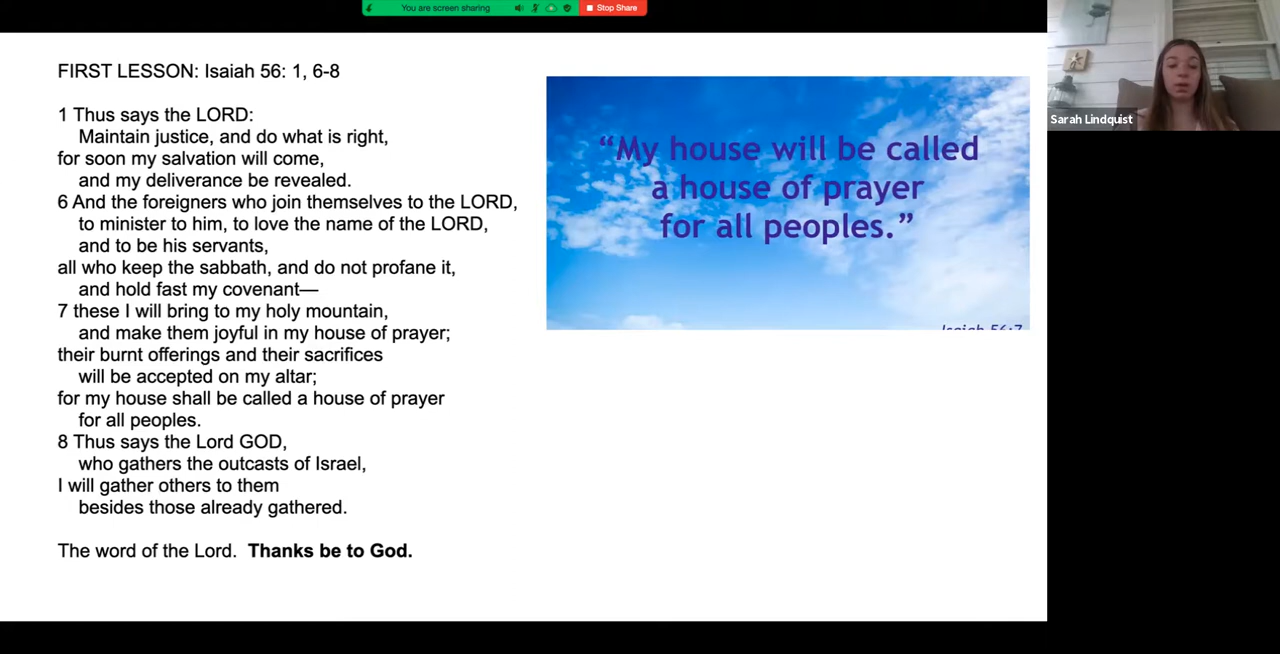 You are screen sharing
Stop Share
FIRST LESSON: Isaiah 56: 1, 6-8
1 Thus says the LORD:
Maintain justice, and do what is right,
for soon my salvation will come,
and my deliverance be revealed.
6 And the foreigners who join themselves to the LORD,
to minister to him, to love the name of the LORD,
and to be his servants,
all who keep the sabbath, and do not profane it,
and hold fast my covenant—
7 these I will bring to my holy mountain,
and make them joyful in my house of prayer;
their burnt offerings and their sacrifices
will be accepted on my altar;
for my house shall be called a house of prayer
for all peoples.
8 Thus says the Lord GOD,
who gathers the outcasts of Israel,
I will gather others to them
besides those already gathered.
The word of the Lord. Thanks be to God.
“My house will be called
a house of prayer
for all peoples.”
Isaiah 56:7
Sarah Lindquist